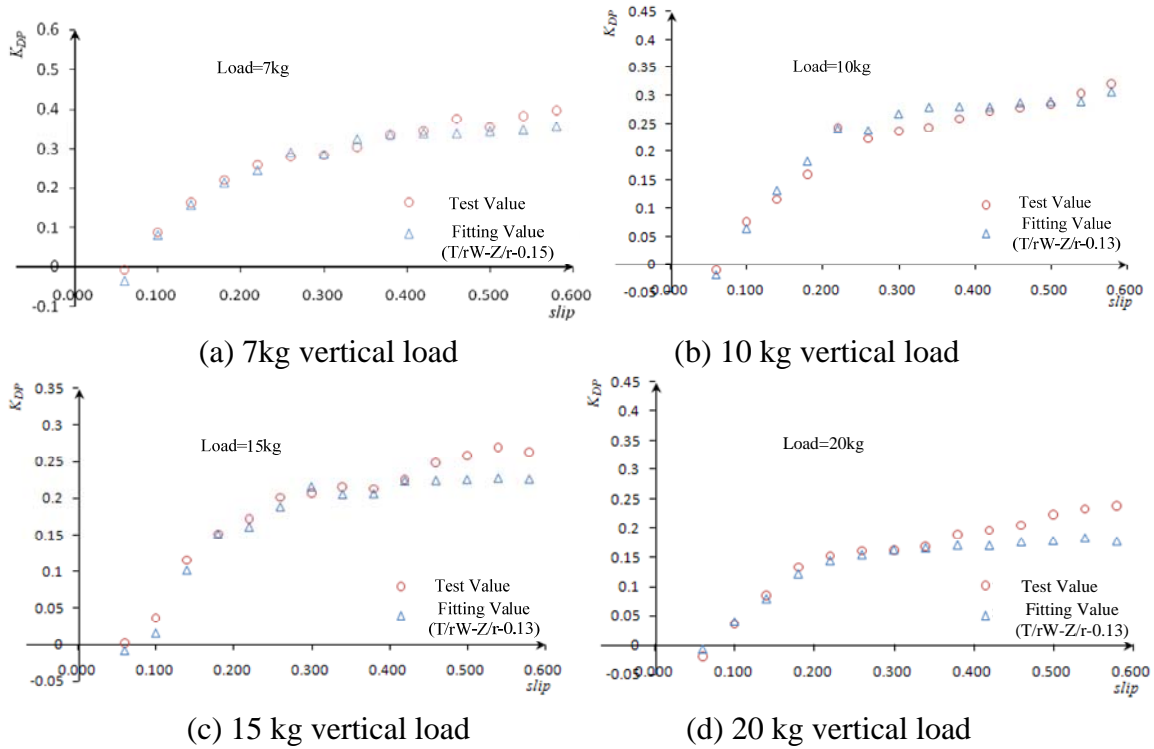 K_DP
0.6
0.5
Load=7kg
0.4
0.3
0.2
Test Value
0.1
Fitting Value
(T/rW-Z/r-0.15)
0
0.000 0.100 0.200 0.300 0.400 0.500 0.600
-0.1
slip
(a) 7kg vertical load
K_DP
0.45
0.4
0.35
Load=10kg
0.3
0.25
0.2
0.15
Test Value
0.1
Fitting Value
0.05
(T/rW-Z/r-0.13)
0
-0.05
0.000 0.100 0.200 0.300 0.400 0.500 0.600
slip
(b) 10 kg vertical load
K_DP
0.35
0.3
Load=15kg
0.25
0.2
0.15
0.1
Test Value
0.05
Fitting Value
(T/rW-Z/r-0.13)
0
0.000 0.100 0.200 0.300 0.400 0.500 0.600
-0.05
slip
(c) 15 kg vertical load
K_DP
0.45
0.4
0.35
Load=20kg
0.3
0.25
0.2
0.15
0.1
Test Value
0.05
Fitting Value
(T/rW-Z/r-0.13)
0
0.000 0.100 0.200 0.300 0.400 0.500 0.600
-0.05
slip
(d) 20 kg vertical load